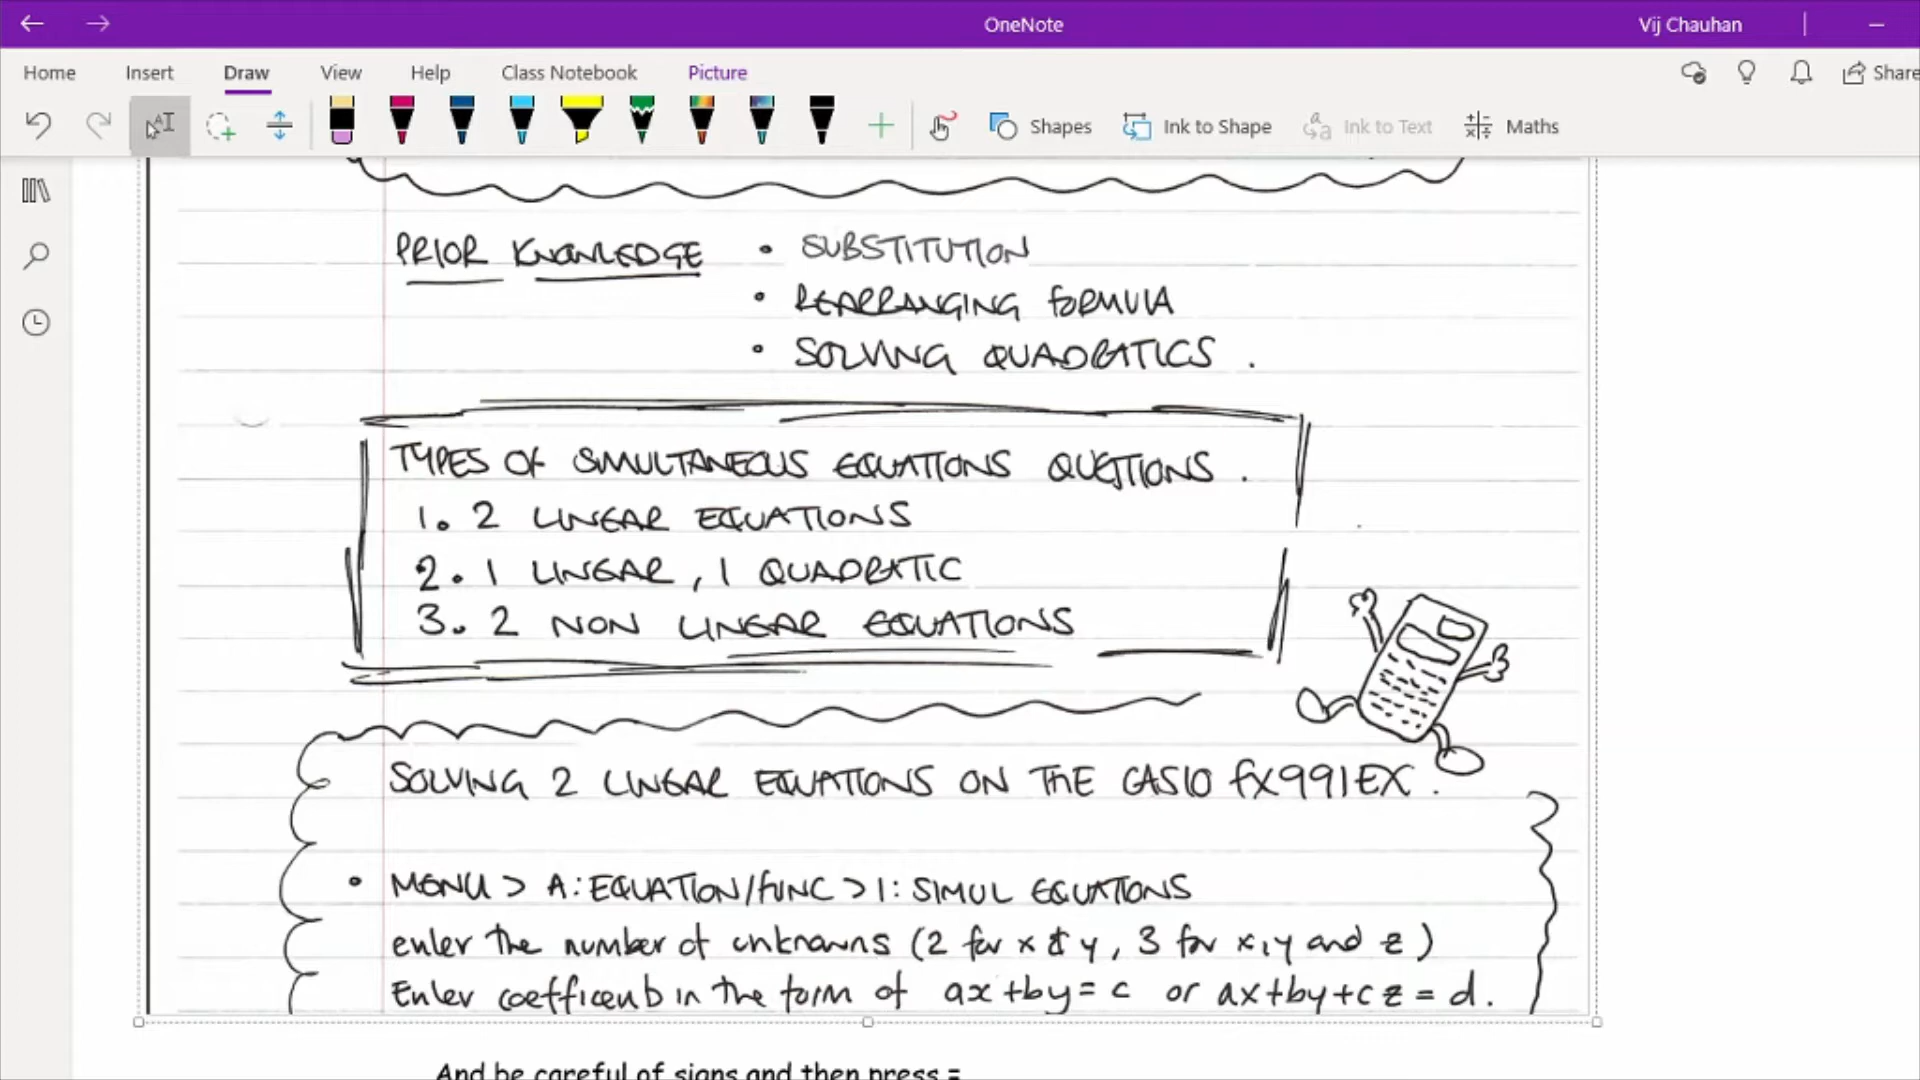 OneNote
Vij Chauhan
Home Insert Draw View Help Class Notebook Picture
Share
Shapes Ink to Shape Ink to Text Maths
PRIOR KNOWLEDGE • SUBSTITUTION
• REARRANGING FORMULA
• SOLVING QUADRATICS .
TYPES OF SIMULTANEOUS EQUATIONS QUESTIONS .
1. 2 LINEAR EQUATIONS
2. 1 LINEAR , 1 QUADRATIC
3. 2 NON LINEAR EQUATIONS
SOLVING 2 LINEAR EQUATIONS ON THE CASIO fx991EX .
• MENU > A: EQUATION/FUNC > 1: SIMUL EQUATIONS
enter the number of unknowns (2 for x & y , 3 for x, y and z )
Enter coefficents in the form of ax + by = c or ax+by+cz = d .
And be careful of signs and then press =